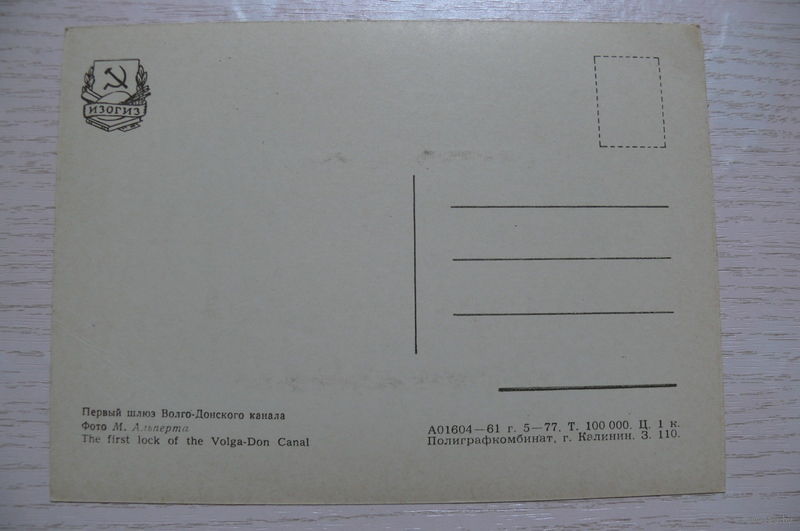 ИЗОГИЗ
Первый шлюз Волго-Донского канала
Фото М. Альперта
The first lock of the Volga-Don Canal
А01604—61 г. 5—77. Т. 100 000. Ц. 1 к.
Полиграфкомбинат, г. Калинин. З. 110.